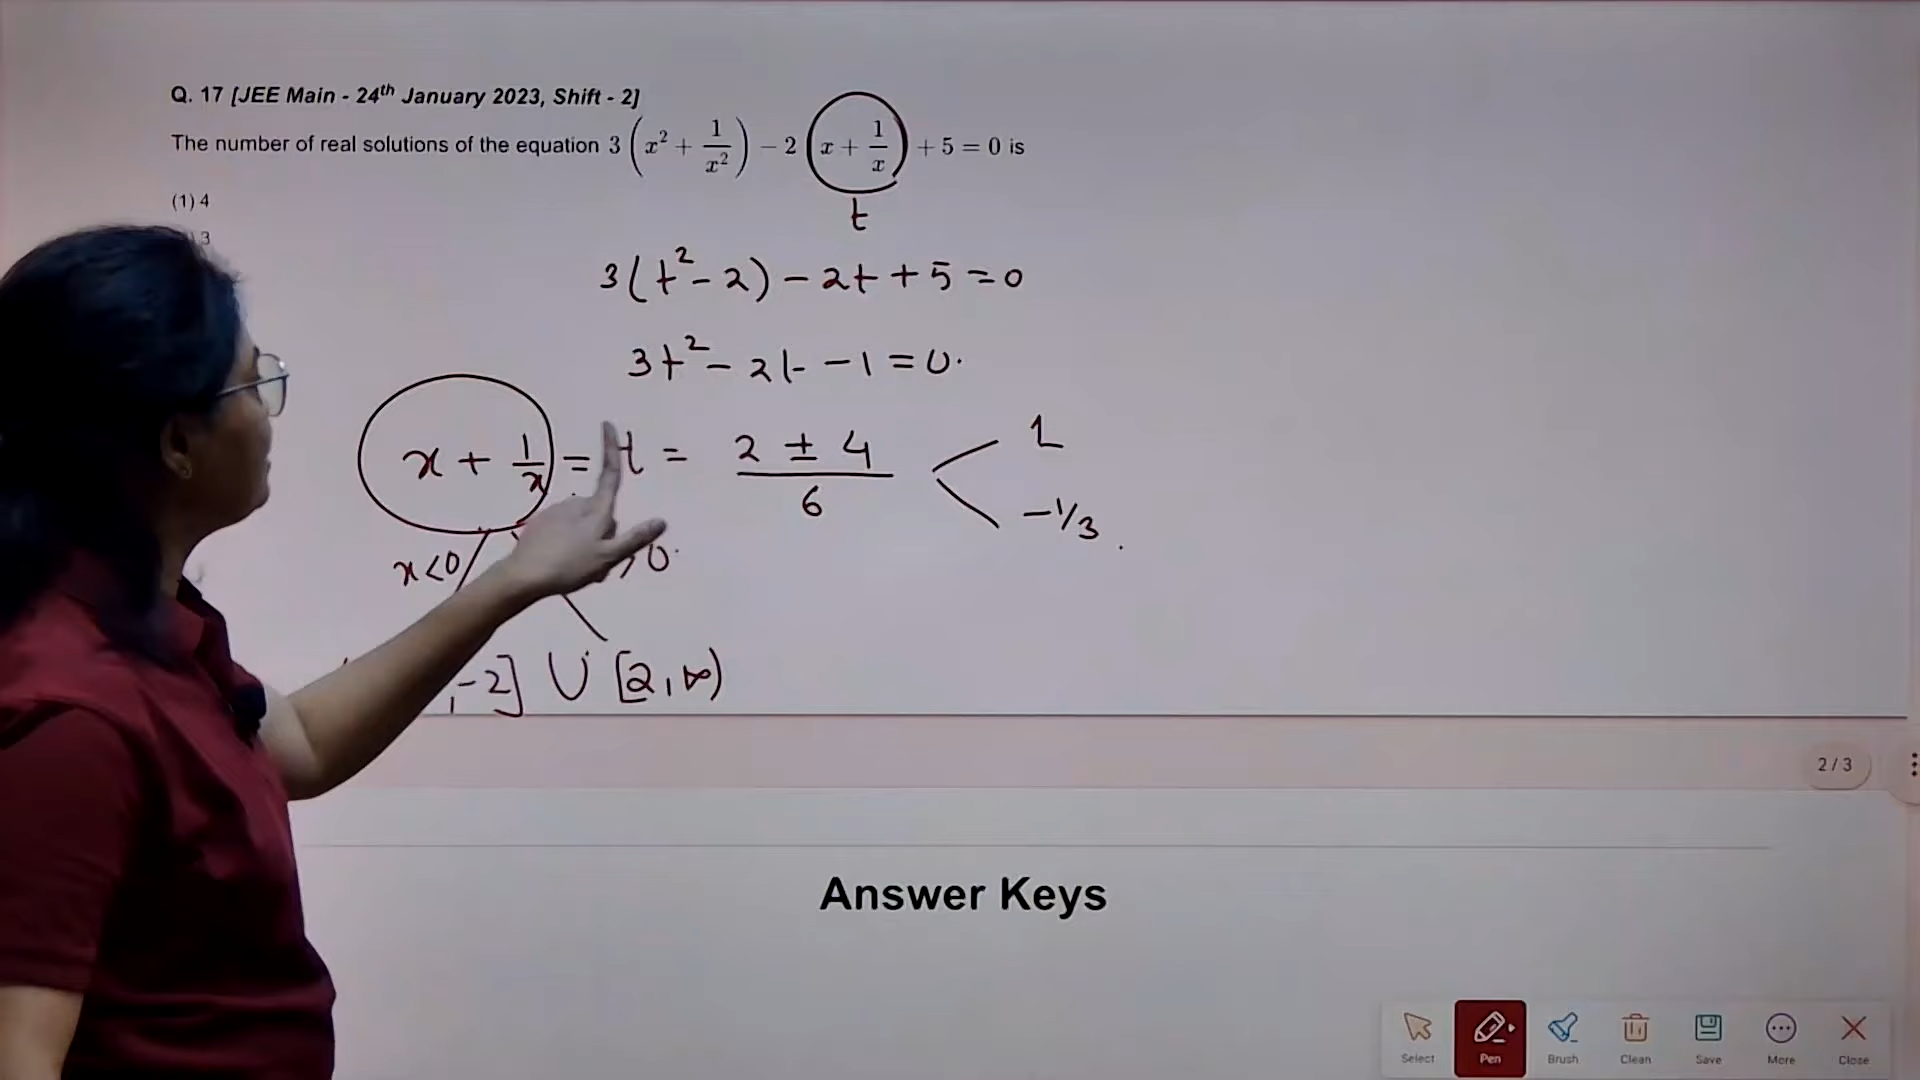 Q. 17 [JEE Main - 24th January 2023, Shift - 2]
The number of real solutions of the equation 3(x² + 1/x²) - 2(x + 1/x) + 5 = 0 is
(1) 4
3
t
3(t² - 2) - 2t + 5 = 0
3t² - 2t - 1 = 0.
x + 1/x = t = (2 ± 4)/6
1
-1/3.
x<0
>0.
,-2] ∪ [2,∞)
2 / 3
Answer Keys
Select Pen Brush Clean Save More Close